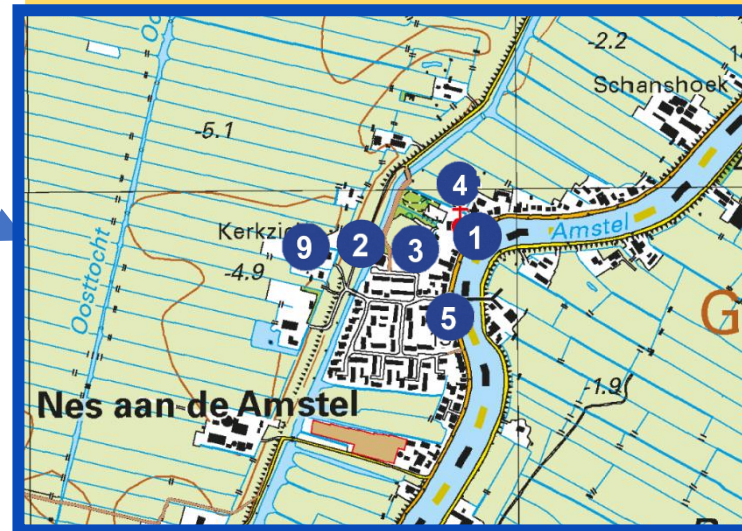 -2.2
Schanshoek
-5.1
4
Kerkzi
9
2
3
1
Amstel
-4.9
Oosttocht
5
G
-1.9
Nes aan de Amstel